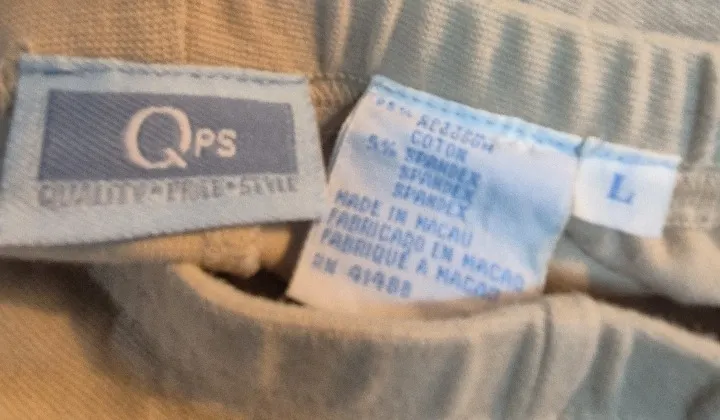 QPS
QUALITY • PRICE • STYLE
95%
COTON
5% SPANDEX
SPANDEX
SPANDEX
MADE IN MACAU
FABRICADO EN MACAO
FABRIQUÉ A MACAO
RN 41488
L